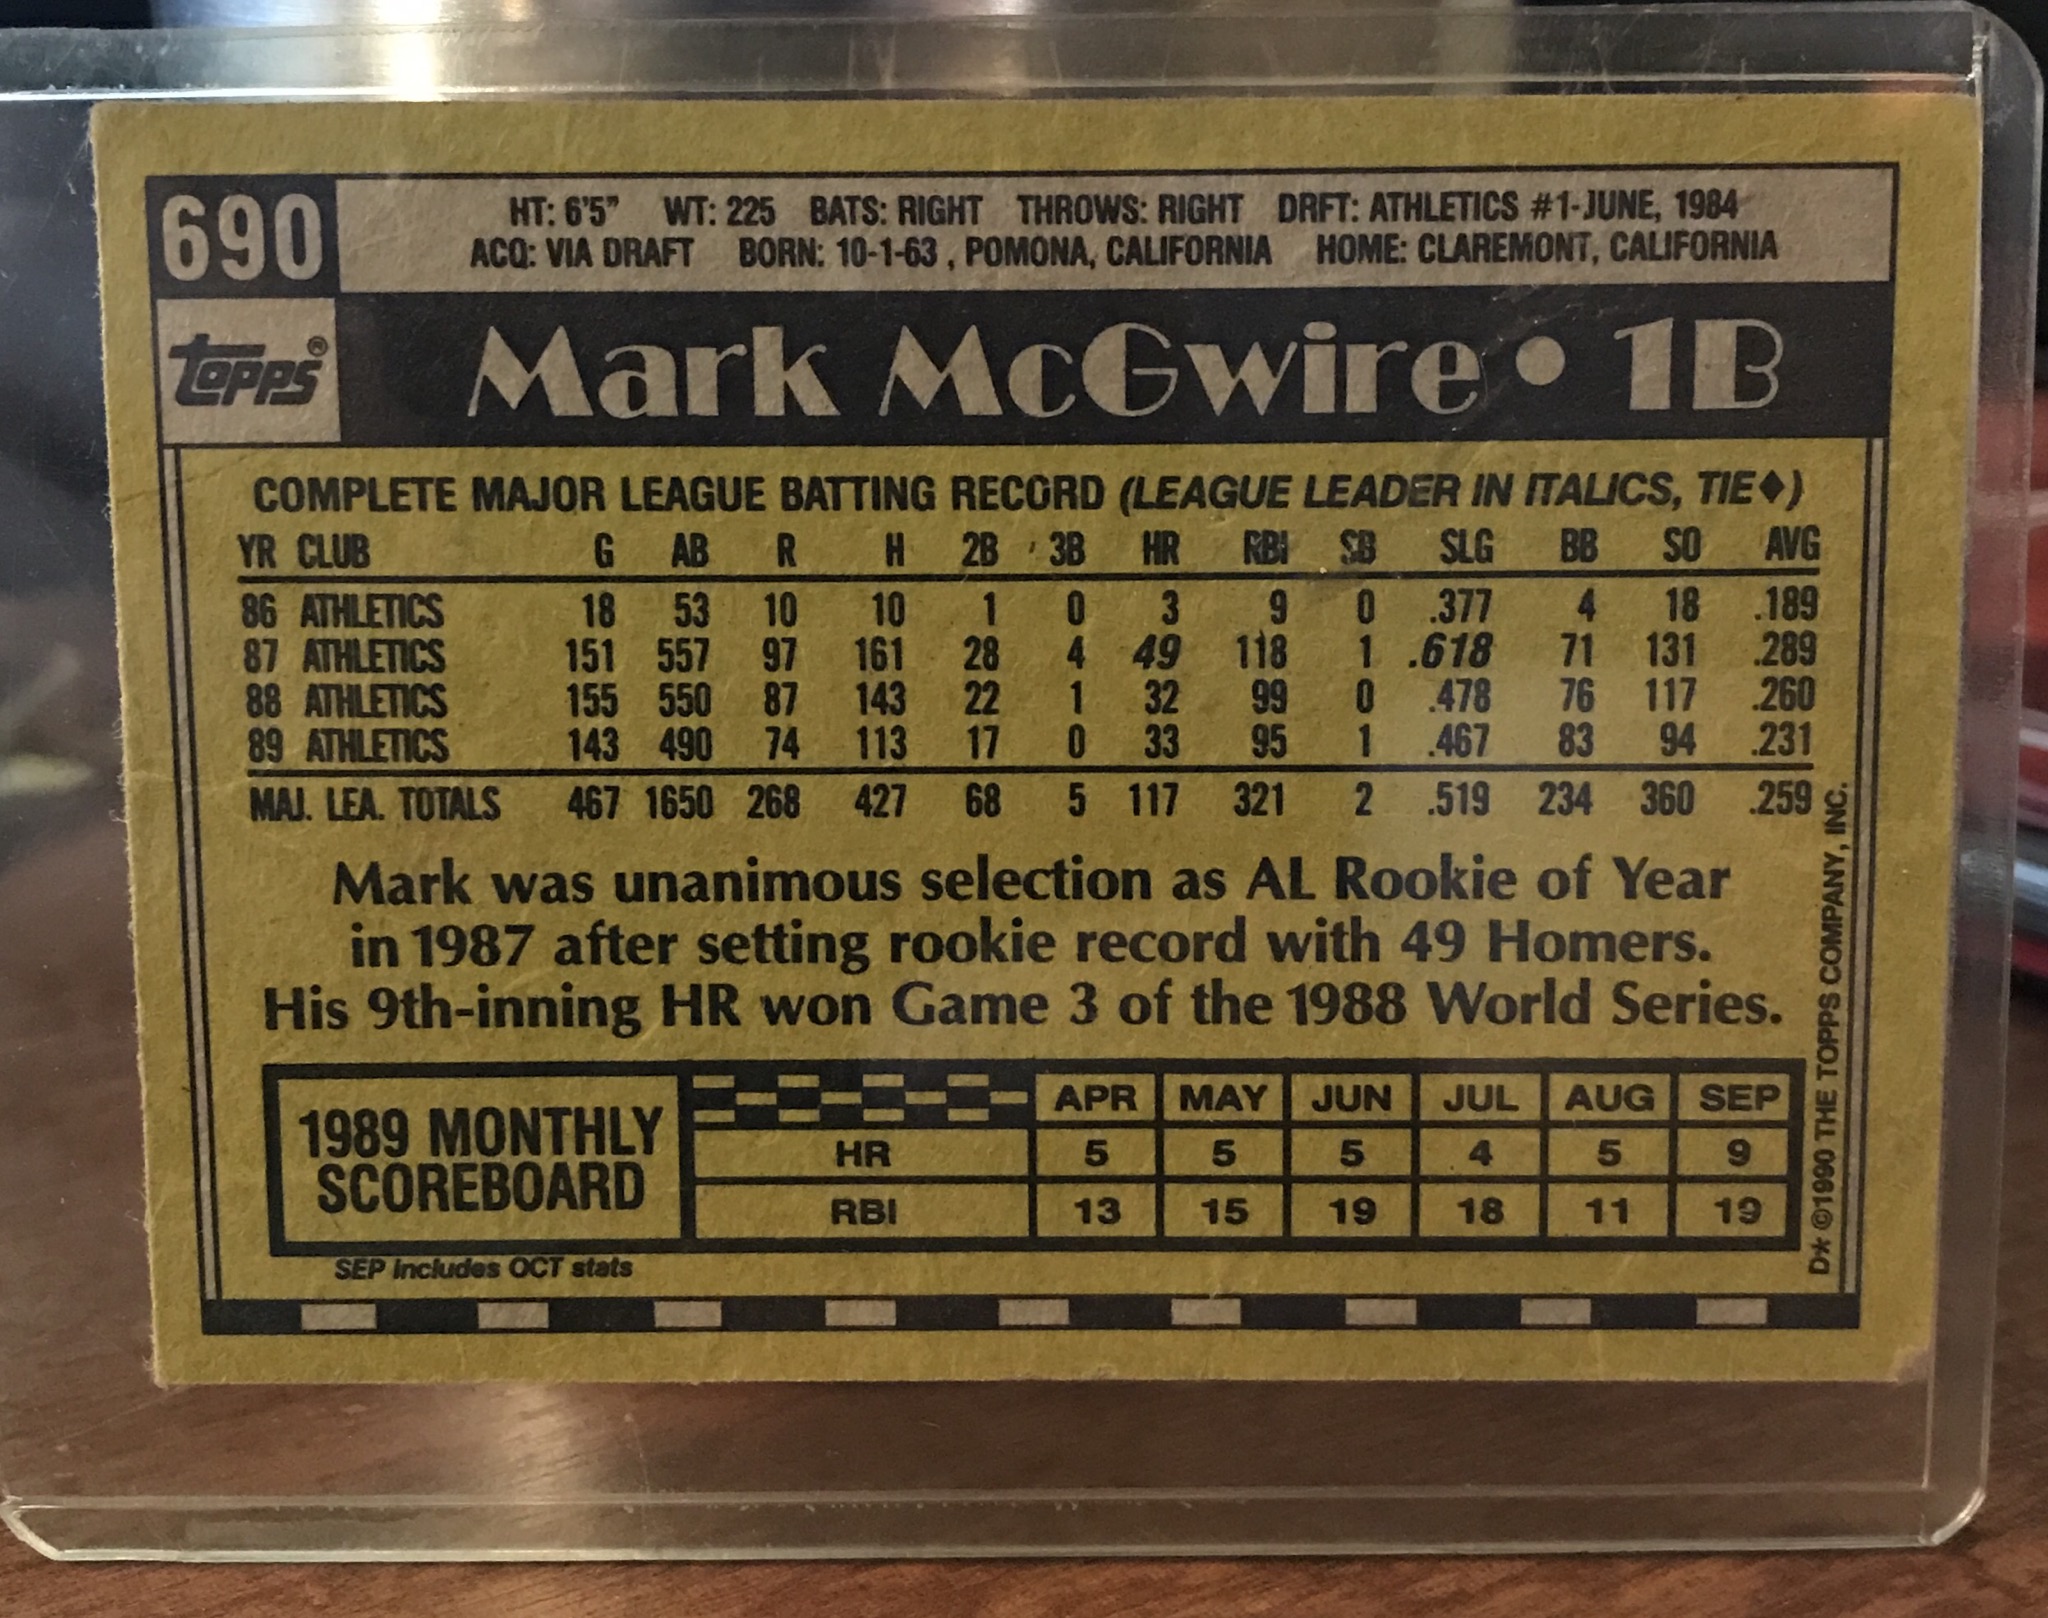 690
HT: 6'5" WT: 225 BATS: RIGHT THROWS: RIGHT DRFT: ATHLETICS #1-JUNE, 1984
ACQ: VIA DRAFT BORN: 10-1-63 , POMONA, CALIFORNIA HOME: CLAREMONT, CALIFORNIA
topps®
Mark McGwire • 1B
COMPLETE MAJOR LEAGUE BATTING RECORD (LEAGUE LEADER IN ITALICS, TIE♦)
YR CLUB G AB R H 2B 3B HR RBI SB SLG BB SO AVG
86 ATHLETICS 18 53 10 10 1 0 3 9 0 .377 4 18 .189
87 ATHLETICS 151 557 97 161 28 4 49 118 1 .618 71 131 .289
88 ATHLETICS 155 550 87 143 22 1 32 99 0 .478 76 117 .260
89 ATHLETICS 143 490 74 113 17 0 33 95 1 .467 83 94 .231
MAJ. LEA. TOTALS 467 1650 268 427 68 5 117 321 2 .519 234 360 .259
Mark was unanimous selection as AL Rookie of Year
in 1987 after setting rookie record with 49 Homers.
His 9th-inning HR won Game 3 of the 1988 World Series.
1989 MONTHLY
SCOREBOARD
APR MAY JUN JUL AUG SEP
HR 5 5 5 4 5 9
RBI 13 15 19 18 11 19
SEP includes OCT stats
D* ©1990 THE TOPPS COMPANY, INC.